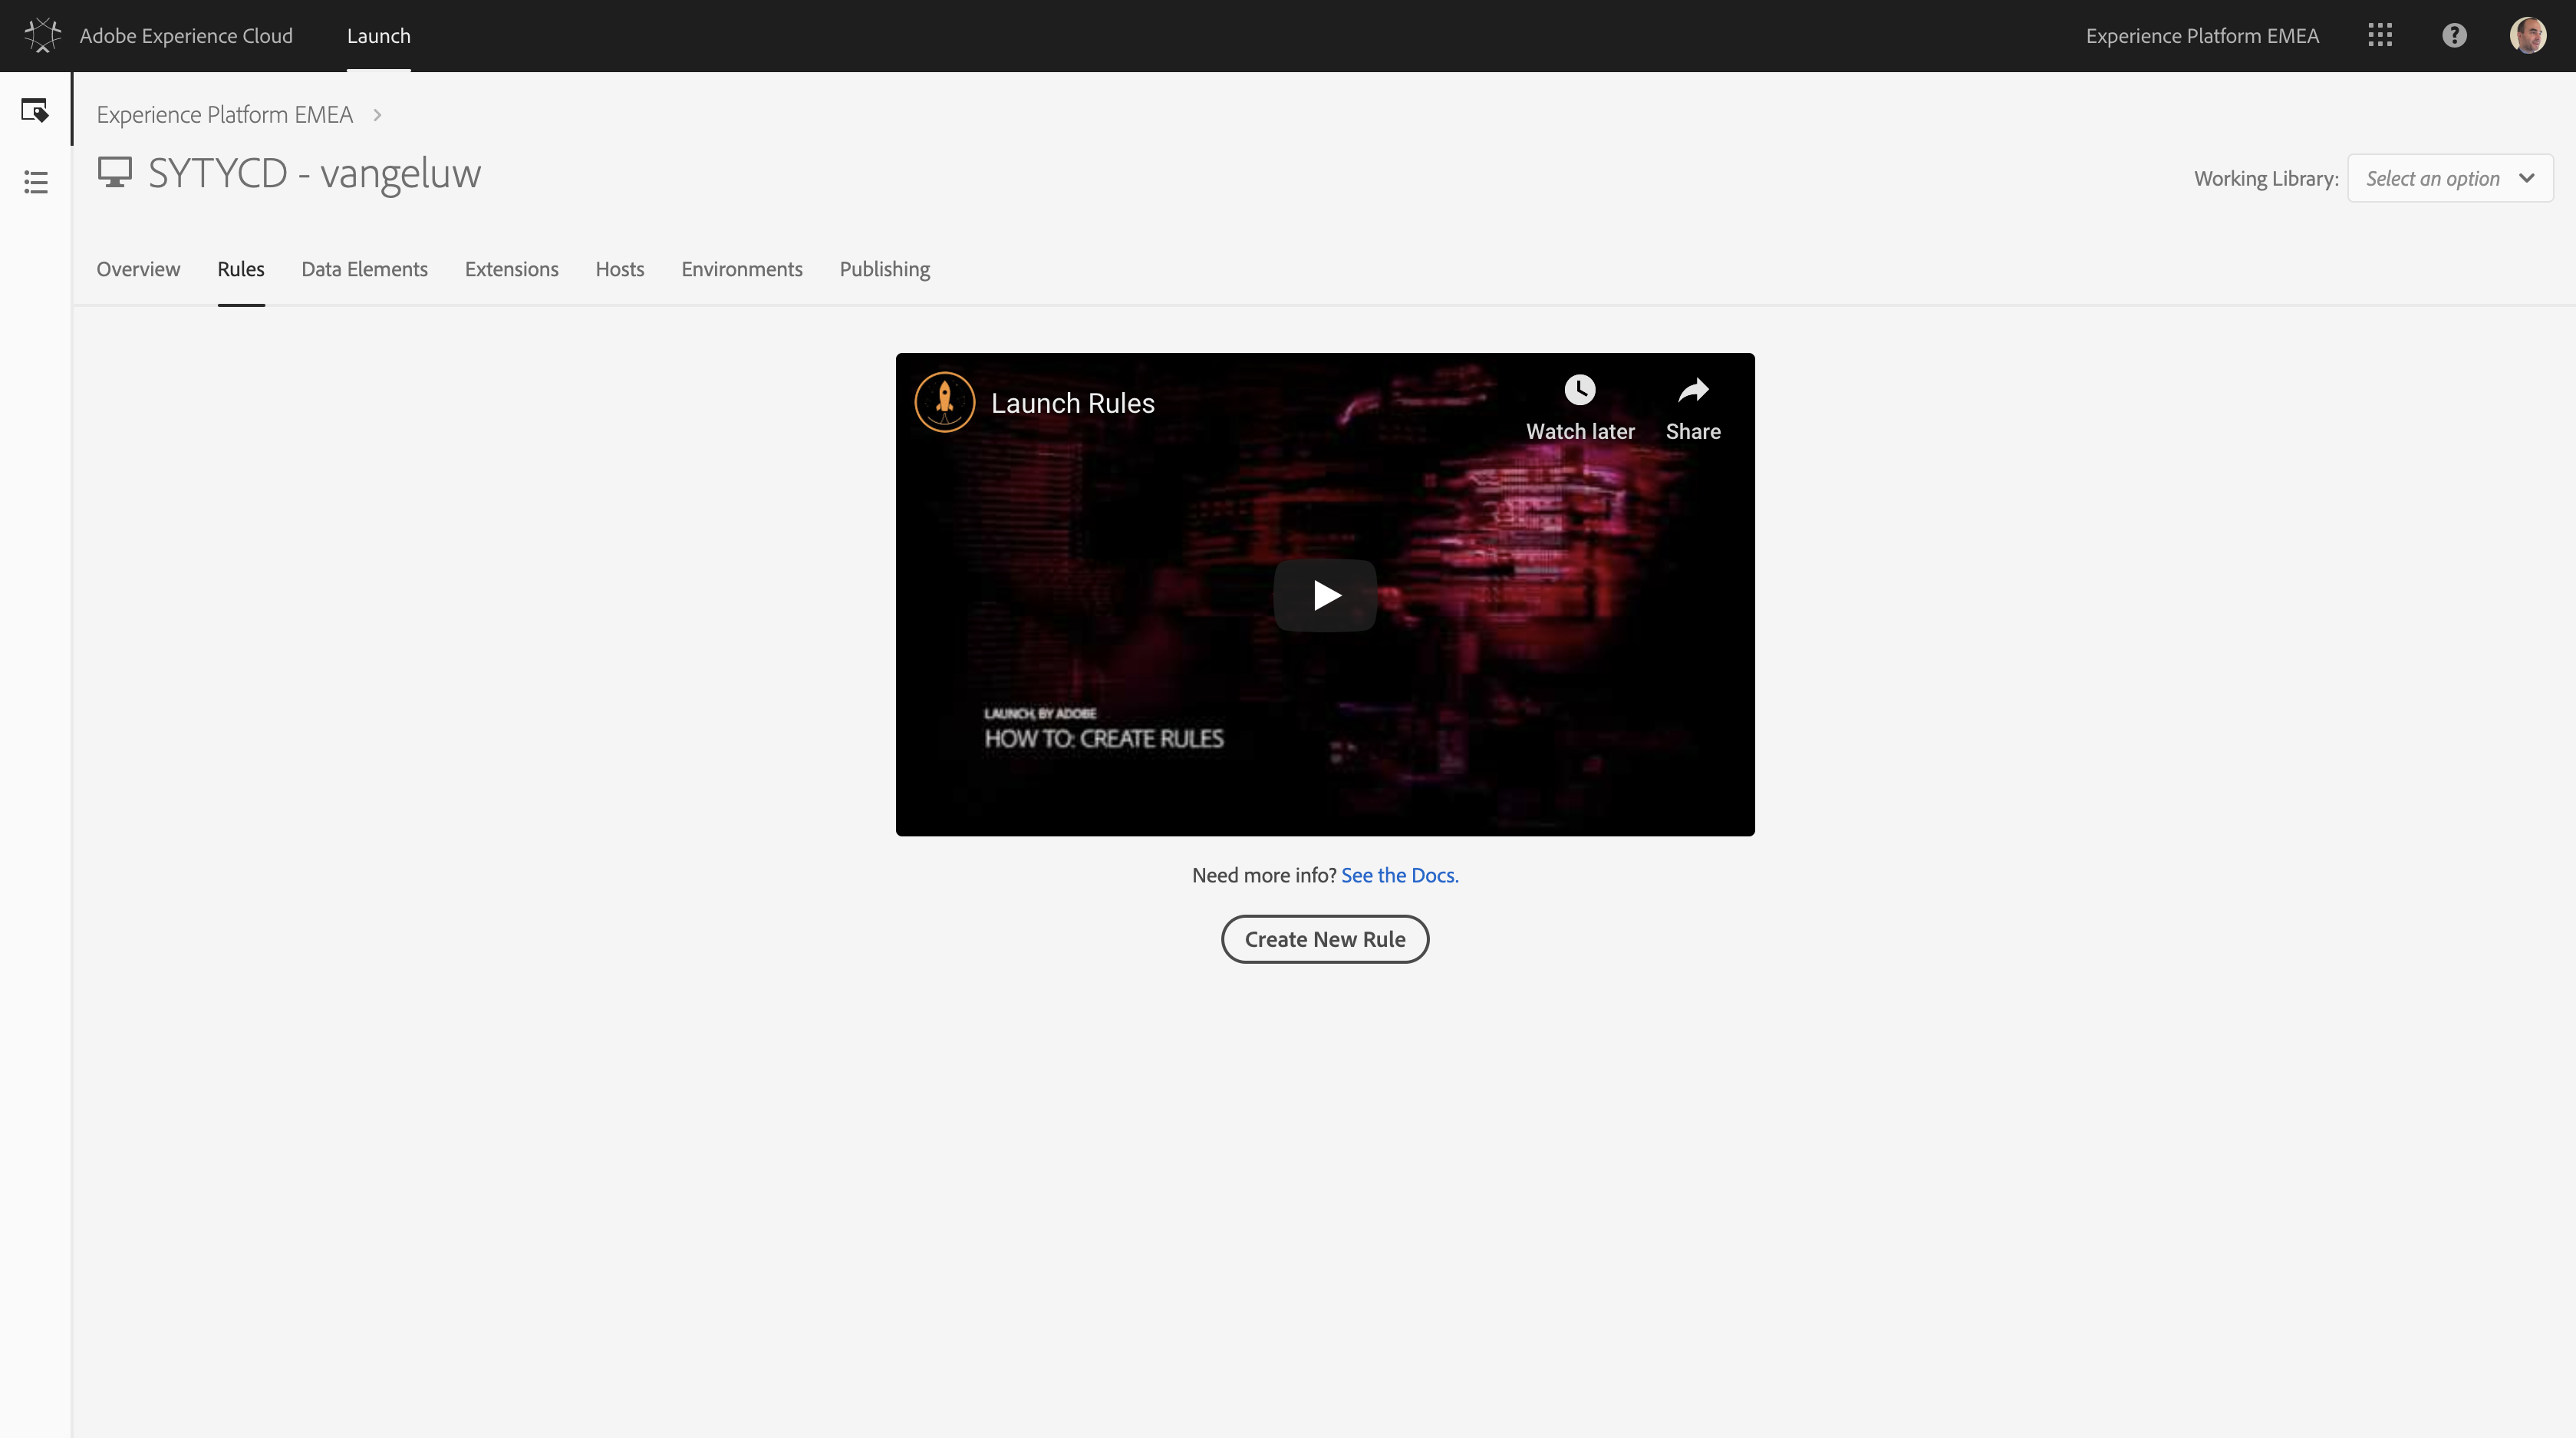 Adobe Experience Cloud Launch Experience Platform EMEA
Experience Platform EMEA
SYTYCD - vangeluw
Working Library: Select an option
Overview Rules Data Elements Extensions Hosts Environments Publishing
Launch Rules
Watch later Share
LAUNCH, BY ADOBE
HOW TO: CREATE RULES
Need more info? See the Docs.
Create New Rule